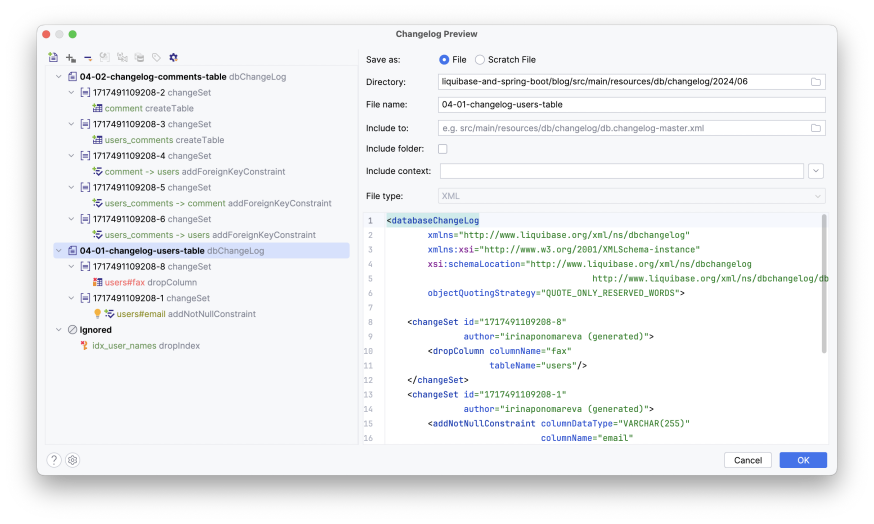 Changelog Preview
04-02-changelog-comments-table dbChangeLog
1717491109208-2 changeSet
comment createTable
1717491109208-3 changeSet
users_comments createTable
1717491109208-4 changeSet
comment -> users addForeignKeyConstraint
1717491109208-5 changeSet
users_comments -> comment addForeignKeyConstraint
1717491109208-6 changeSet
users_comments -> users addForeignKeyConstraint
04-01-changelog-users-table dbChangeLog
1717491109208-8 changeSet
users#fax dropColumn
1717491109208-1 changeSet
users#email addNotNullConstraint
Ignored
idx_user_names dropIndex
Save as: File Scratch File
Directory: liquibase-and-spring-boot/blog/src/main/resources/db/changelog/2024/06
File name: 04-01-changelog-users-table
Include to: e.g. src/main/resources/db/changelog/db.changelog-master.xml
Include folder:
Include context:
File type: XML
1 <databaseChangeLog
2 xmlns="http://www.liquibase.org/xml/ns/dbchangelog"
3 xmlns:xsi="http://www.w3.org/2001/XMLSchema-instance"
4 xsi:schemaLocation="http://www.liquibase.org/xml/ns/dbchangelog
5 http://www.liquibase.org/xml/ns/dbchangelog/db
6 objectQuotingStrategy="QUOTE_ONLY_RESERVED_WORDS">
7
8 <changeSet id="1717491109208-8"
9 author="irinaponomareva (generated)">
10 <dropColumn columnName="fax"
11 tableName="users"/>
12 </changeSet>
13 <changeSet id="1717491109208-1"
14 author="irinaponomareva (generated)">
15 <addNotNullConstraint columnDataType="VARCHAR(255)"
16 columnName="email"
? Cancel OK